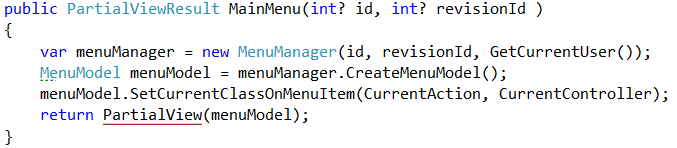 public PartialViewResult MainMenu(int? id, int? revisionId )
{
    var menuManager = new MenuManager(id, revisionId, GetCurrentUser());
    MenuModel menuModel = menuManager.CreateMenuModel();
    menuModel.SetCurrentClassOnMenuItem(CurrentAction, CurrentController);
    return PartialView(menuModel);
}